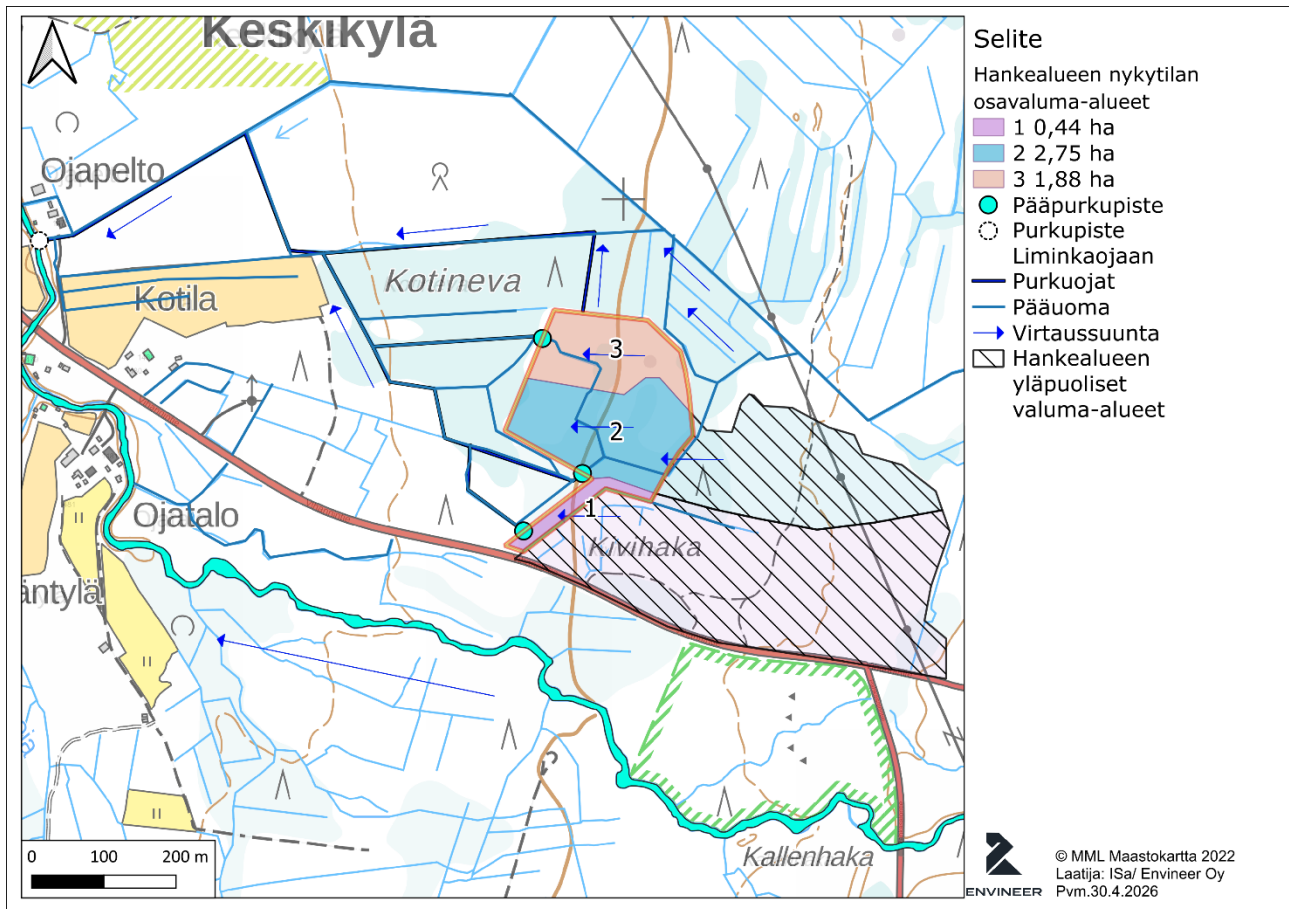 Keskikylä
Ojapelto
Kotineva
Kotila
3
2
1
Kivihaka
Ojatalo
äntylä
II
II
II
Kallenhaka
0 100 200 m
Selite
Hankealueen nykytilan
osavaluma-alueet
1 0,44 ha
2 2,75 ha
3 1,88 ha
Pääpurkupiste
Purkupiste
Liminkaojaan
Purkuojat
Pääuoma
Virtaussuunta
Hankealueen
yläpuoliset
valuma-alueet
ENVINEER
© MML Maastokartta 2022
Laatija: ISa/ Envineer Oy
Pvm.30.4.2026